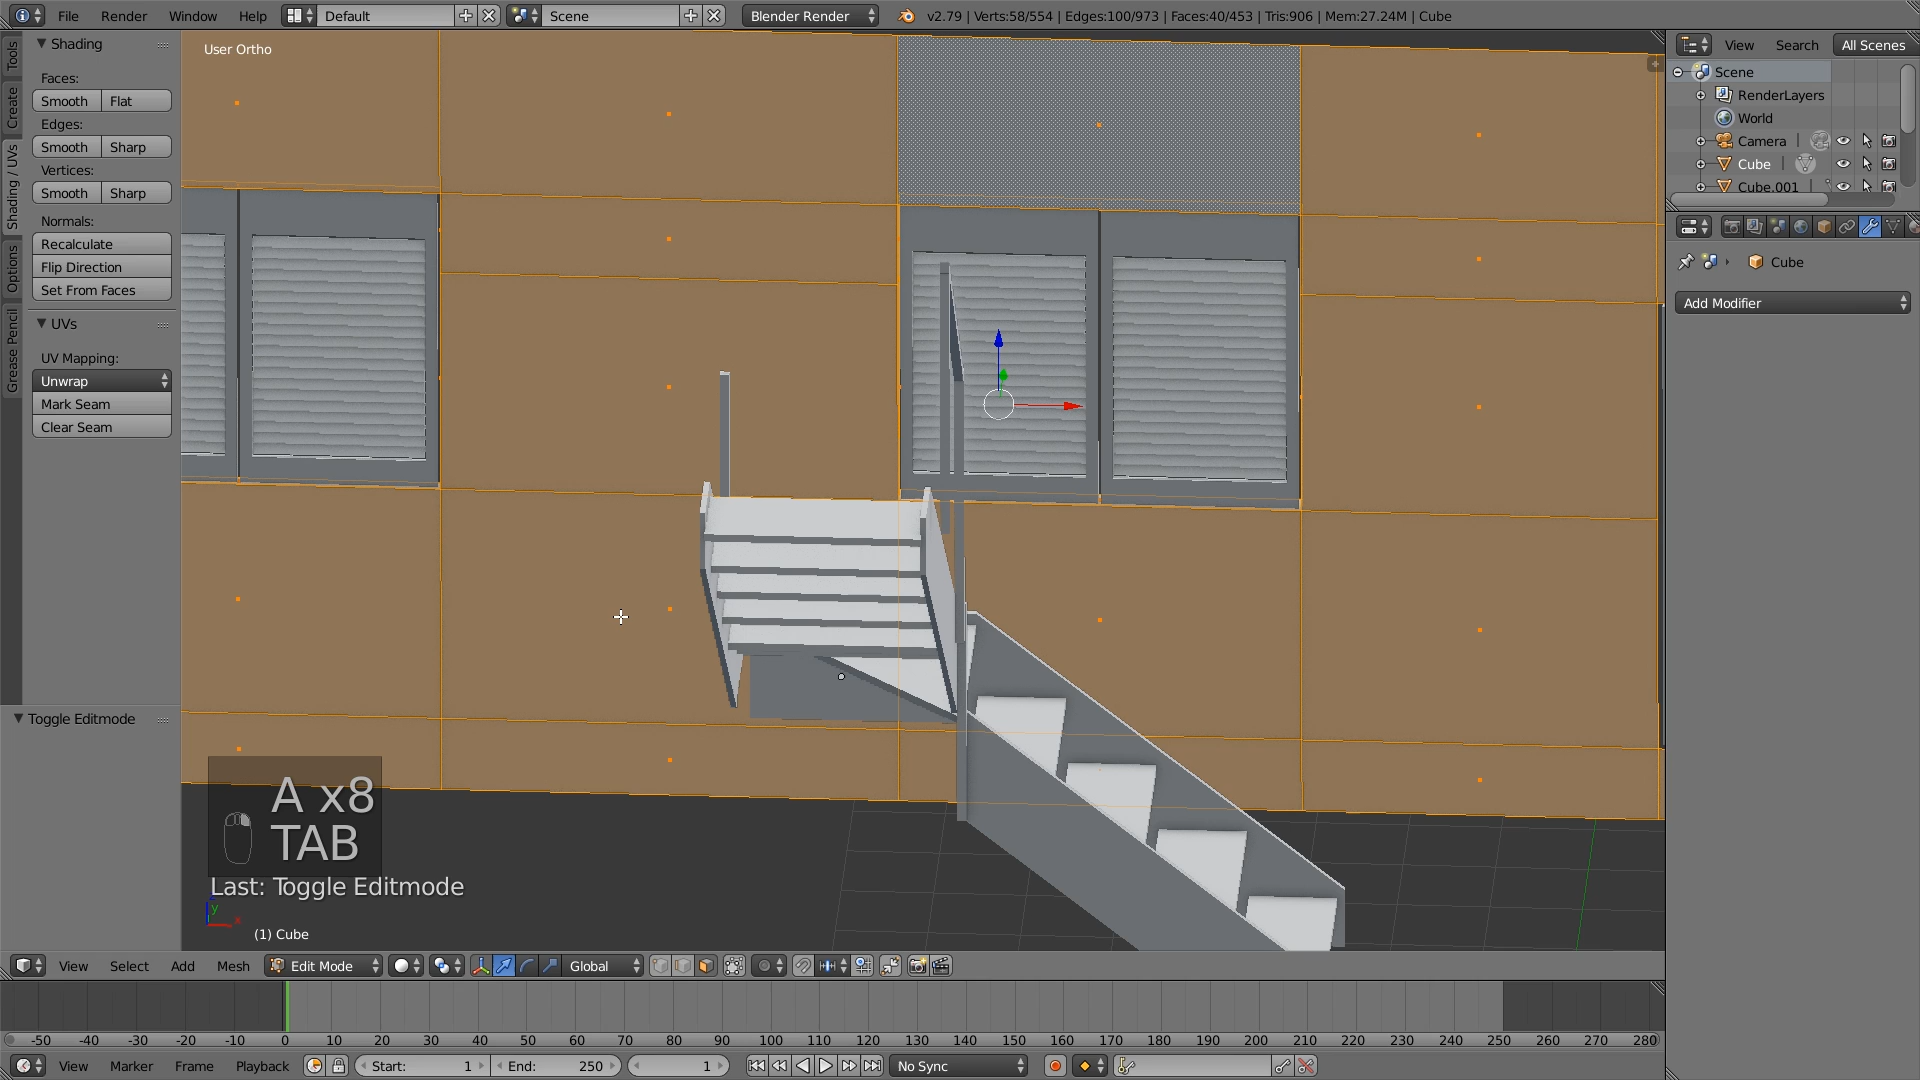 File Render Window Help Default Scene Blender Render v2.79 | Verts:58/554 | Edges:100/973 | Faces:40/453 | Tris:906 | Mem:27.24M | Cube
Tools
Create
Shading / UVs
Options
Grease Pencil
Shading
Faces:
Smooth Flat
Edges:
Smooth Sharp
Vertices:
Smooth Sharp
Normals:
Recalculate
Flip Direction
Set From Faces
UVs
UV Mapping:
Unwrap
Mark Seam
Clear Seam
Toggle Editmode
User Ortho
A x8
TAB
Last: Toggle Editmode
y
x
(1) Cube
View Search All Scenes
Scene
RenderLayers
World
Camera
Cube
Cube.001
Cube
Add Modifier
View Select Add Mesh Edit Mode Global
-50 -40 -30 -20 -10 0 10 20 30 40 50 60 70 80 90 100 110 120 130 140 150 160 170 180 190 200 210 220 230 240 250 260 270 280
View Marker Frame Playback Start: 1 End: 250 1 No Sync